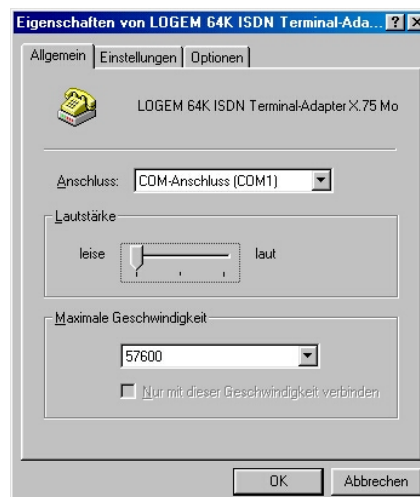 Eigenschaften von LOGEM 64K ISDN Terminal-Ada...
Allgemein Einstellungen Optionen
LOGEM 64K ISDN Terminal-Adapter X.75 Mo
Anschluss: COM-Anschluss (COM1)
Lautstärke
leise laut
Maximale Geschwindigkeit
57600
Nur mit dieser Geschwindigkeit verbinden
OK Abbrechen